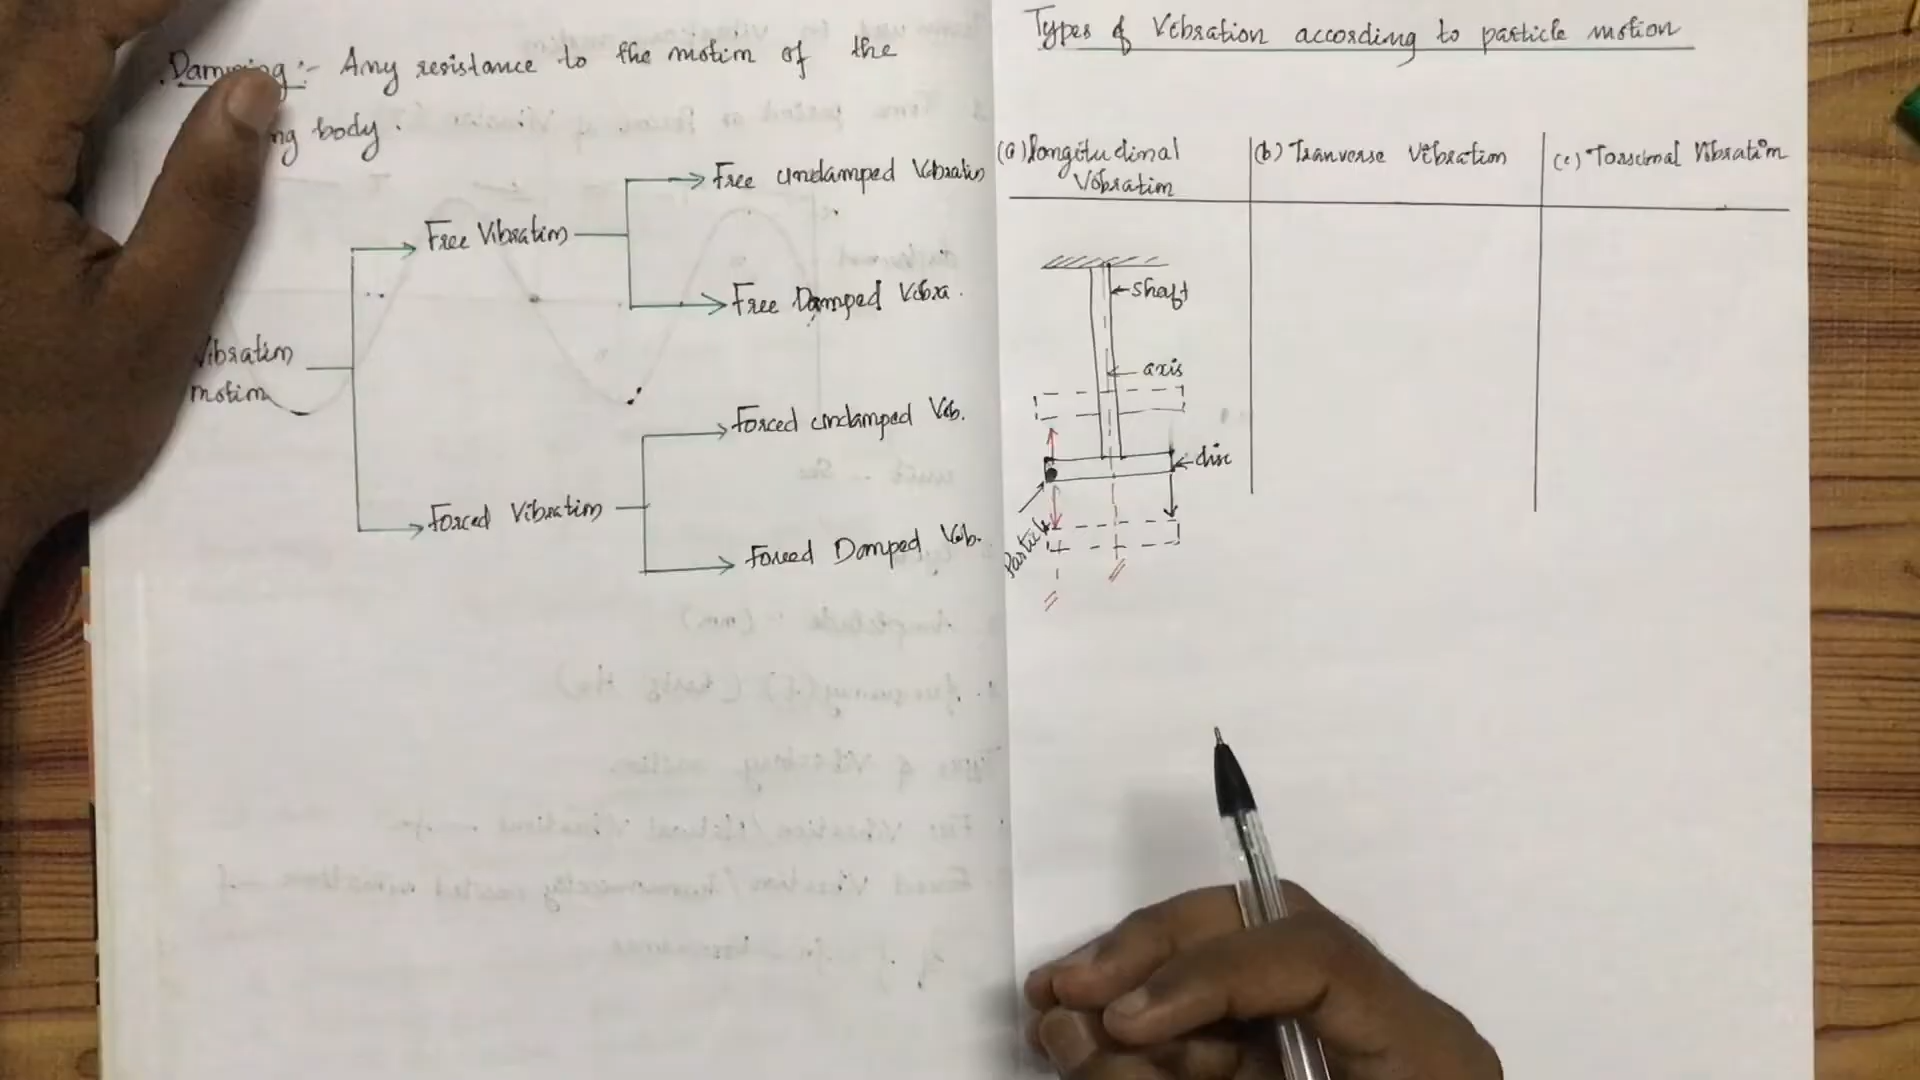 Damping :- Any resistance to the motion of the
ng body.
Vibration
motion
Free Vibration
Free Undamped Vibration
Free Damped Vibra.
Forced Vibration
Forced undamped Vib.
Forced Damped Vib.
Types of Vibration according to particle motion
(a) Longitudinal
Vibration
(b) Tranverse Vibration
(c) Torsional Vibration
shaft
axis
disc
Particle